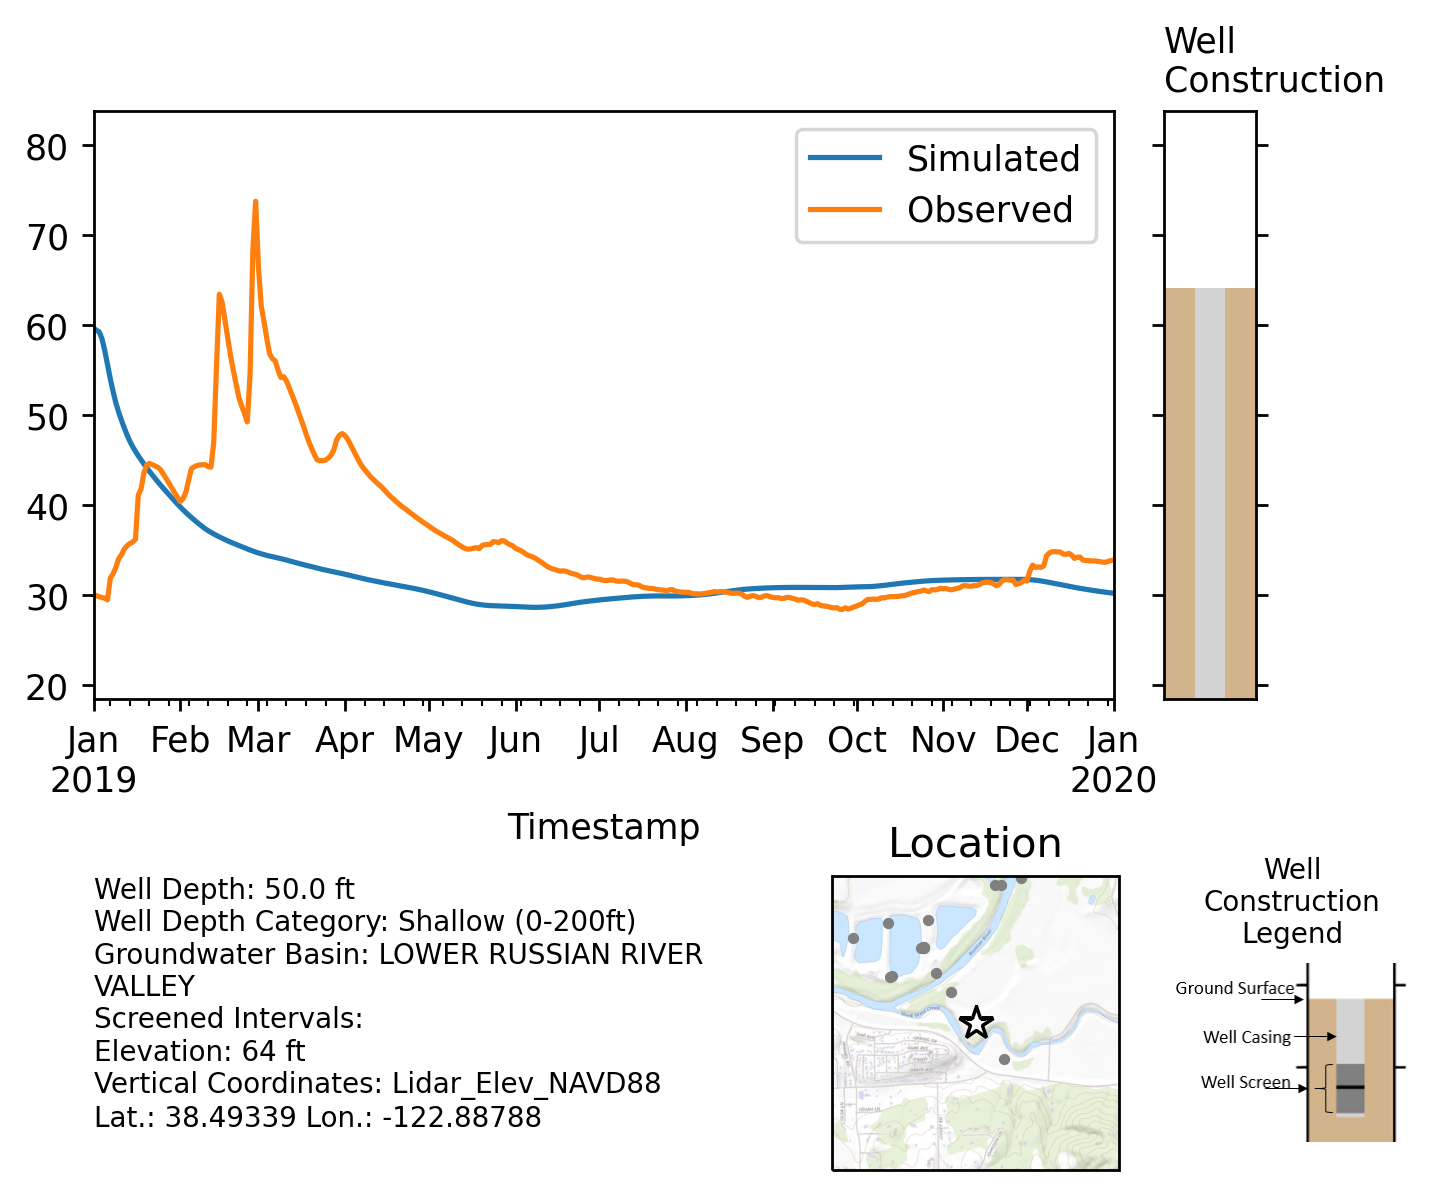 Well
Construction
Simulated
Observed
80
70
60
50
40
30
20
Jan Feb Mar Apr May Jun Jul Aug Sep Oct Nov Dec Jan
2019 2020
Timestamp
Well Depth: 50.0 ft
Well Depth Category: Shallow (0-200ft)
Groundwater Basin: LOWER RUSSIAN RIVER
VALLEY
Screened Intervals:
Elevation: 64 ft
Vertical Coordinates: Lidar_Elev_NAVD88
Lat.: 38.49339 Lon.: -122.88788
Location
Well
Construction
Legend
Ground Surface
Well Casing
Well Screen